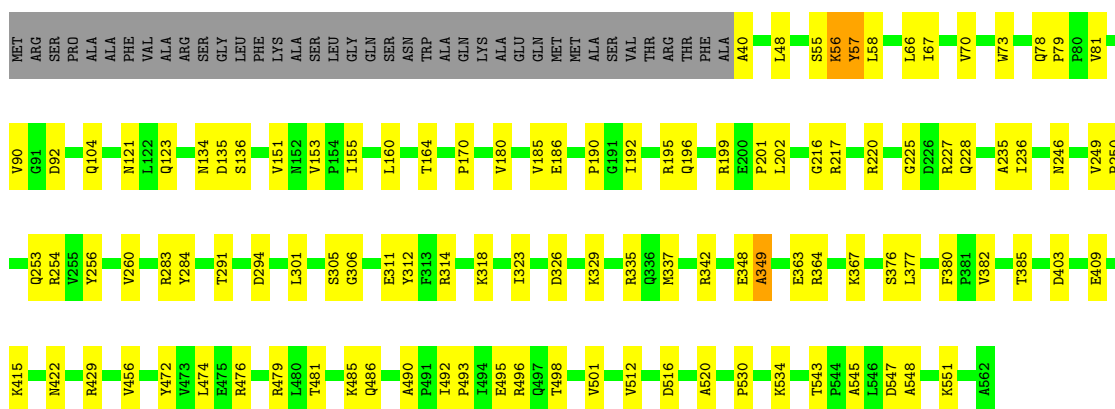 MET ARG SER PRO ALA ALA PHE VAL ALA ARG SER GLY LEU PHE LYS ALA SER LEU GLY GLN SER ASN TRP ALA GLN LYS ALA GLU GLN MET MET ALA SER VAL THR ARG THR PHE ALA A40 L48 S55 K56 Y57 L58 L66 I67 V70 W73 Q78 P79 P80 V81
V90 G91 D92 Q104 N121 L122 Q123 N134 D135 S136 V151 N152 V153 P154 I155 L160 T164 P170 V180 V185 E186 P190 G191 I192 R195 Q196 R199 E200 P201 L202 G216 R217 R220 G225 D226 R227 Q228 A235 I236 N246 V249
Q253 R254 V255 Y256 V260 R283 Y284 T291 D294 L301 S305 G306 E311 Y312 F313 R314 K318 I323 D326 K329 R335 Q336 M337 R342 E348 A349 E363 R364 K367 S376 L377 F380 P381 V382 T385 D403 E409
K415 N422 R429 V456 Y472 V473 L474 E475 R476 R479 L480 T481 K485 Q486 A490 P491 I492 P493 I494 E495 R496 Q497 T498 V501 V512 D516 A520 P530 K534 T543 P544 A545 L546 D547 A548 K551 A562